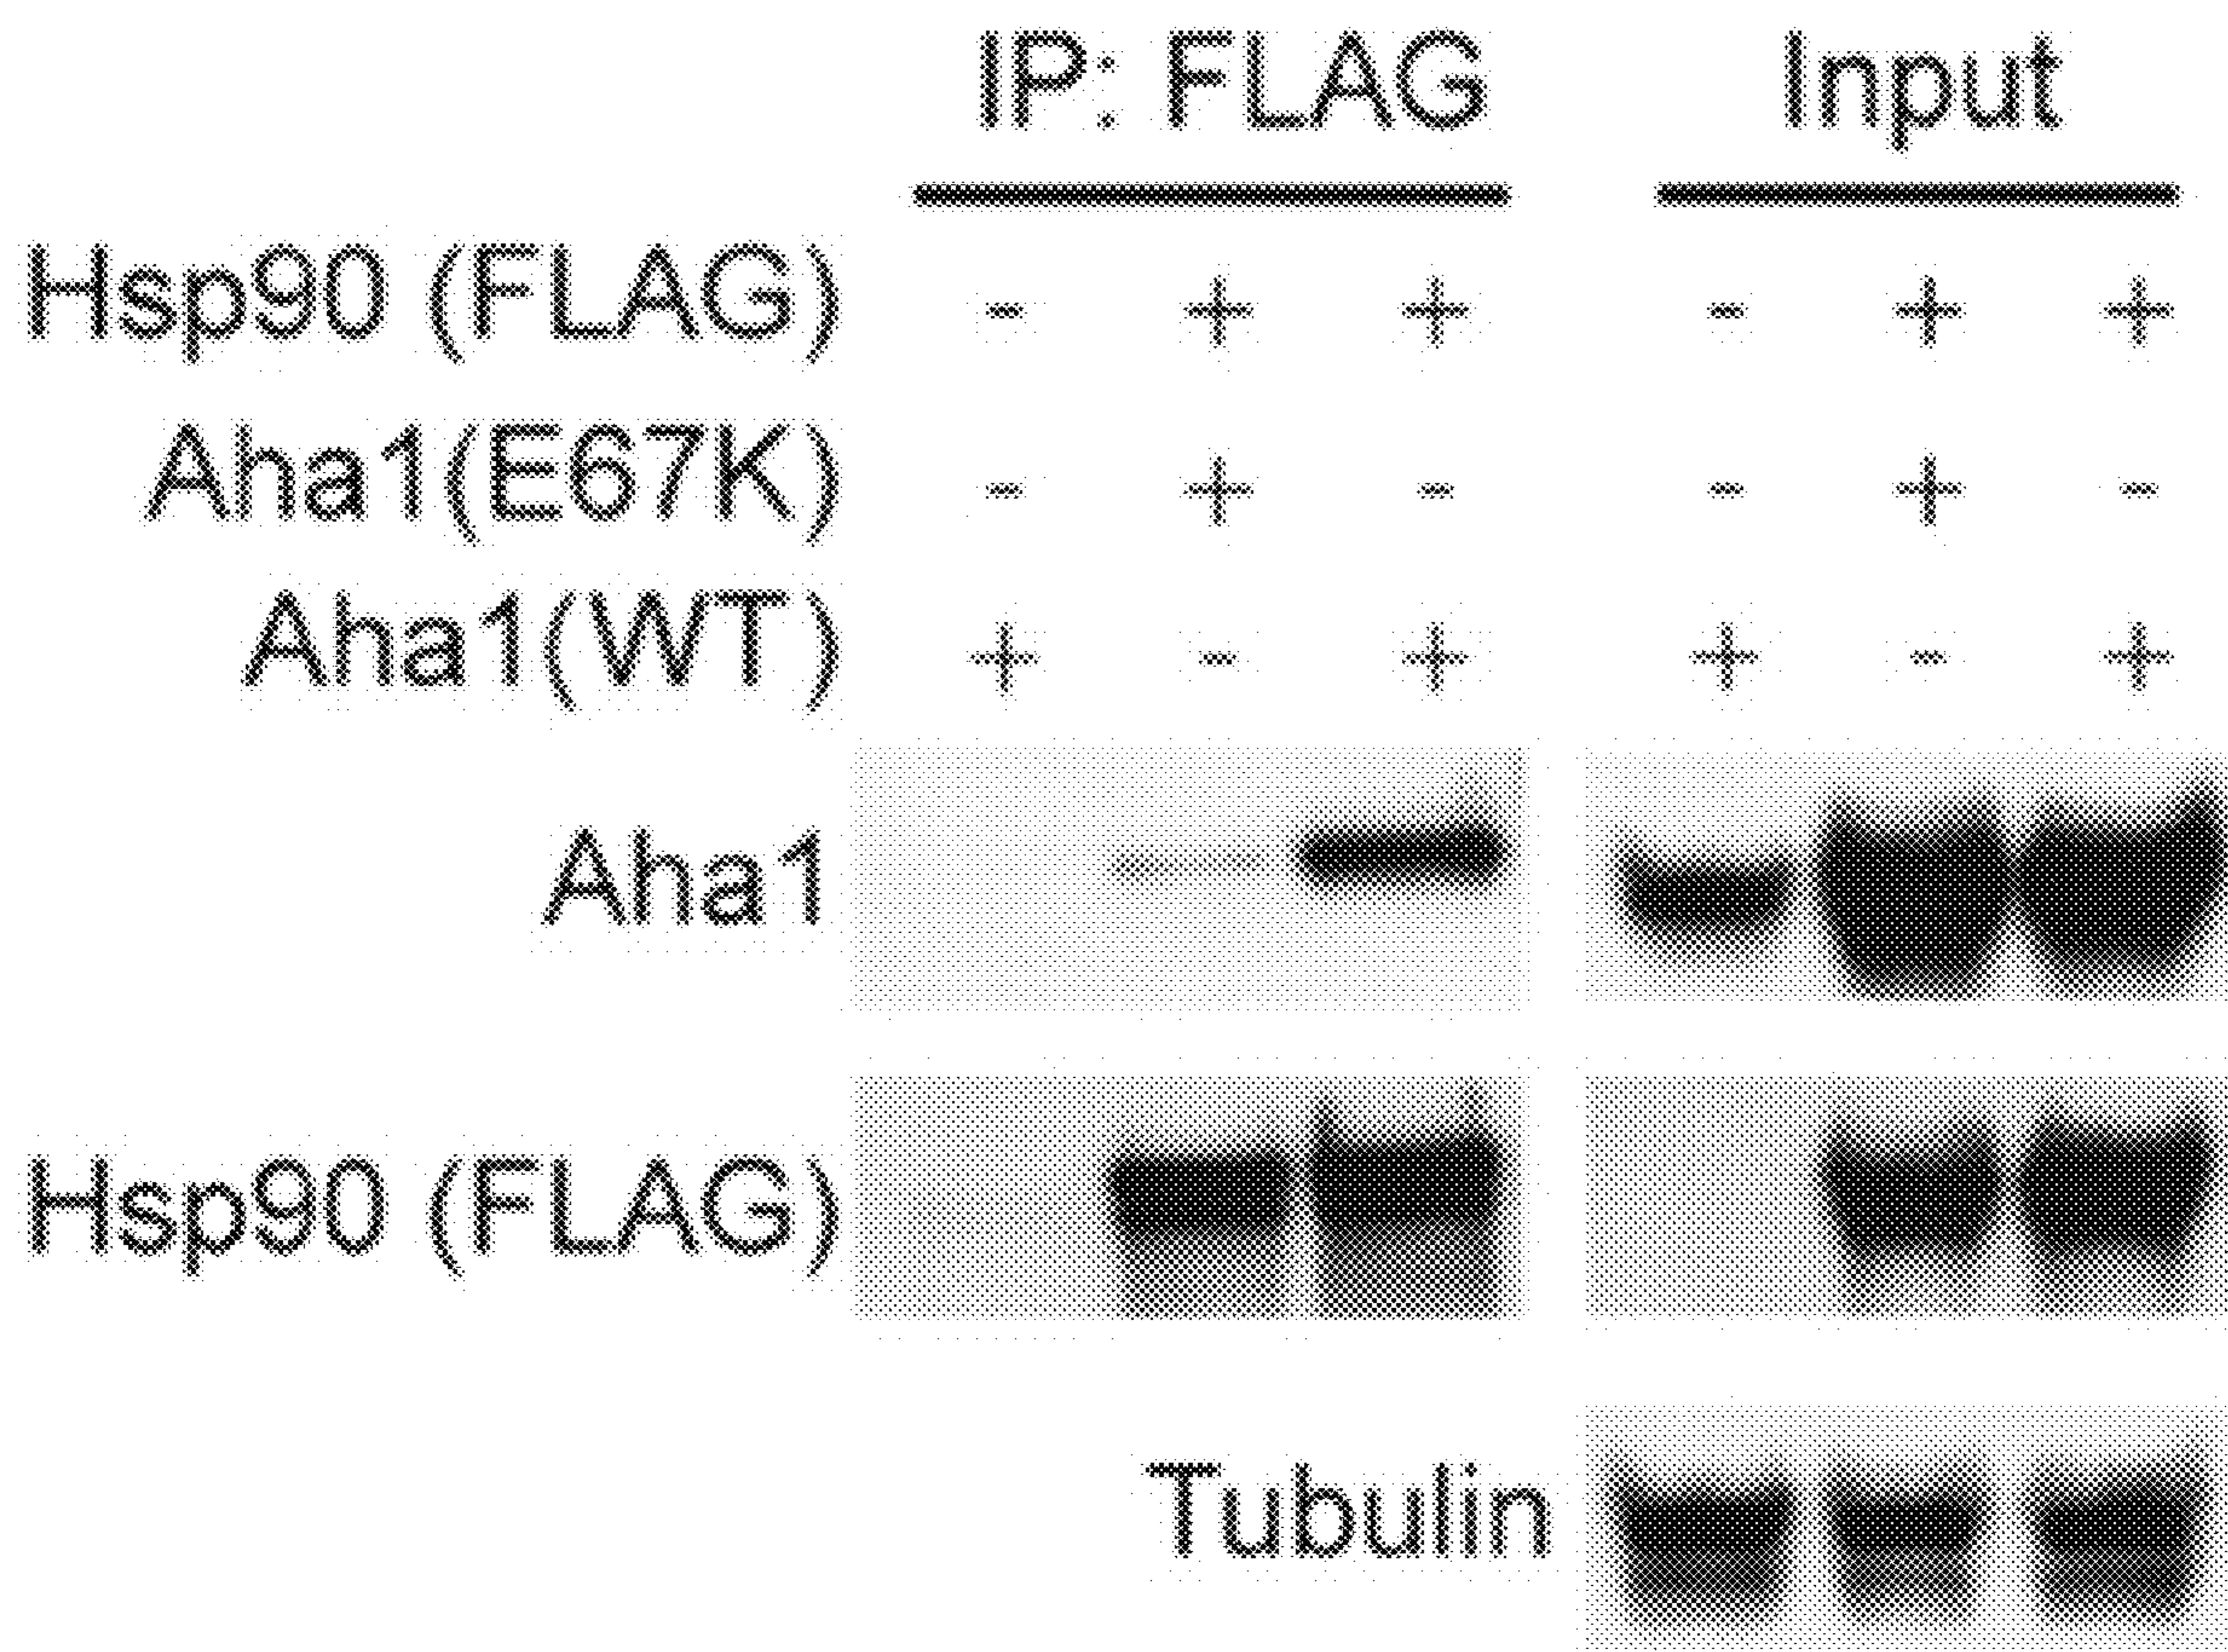 IP: FLAG Input
Hsp90 (FLAG) - + + - + +
Aha1(E67K) - + - - + -
Aha1(WT) + - + + - +
Aha1
Hsp90 (FLAG)
Tubulin